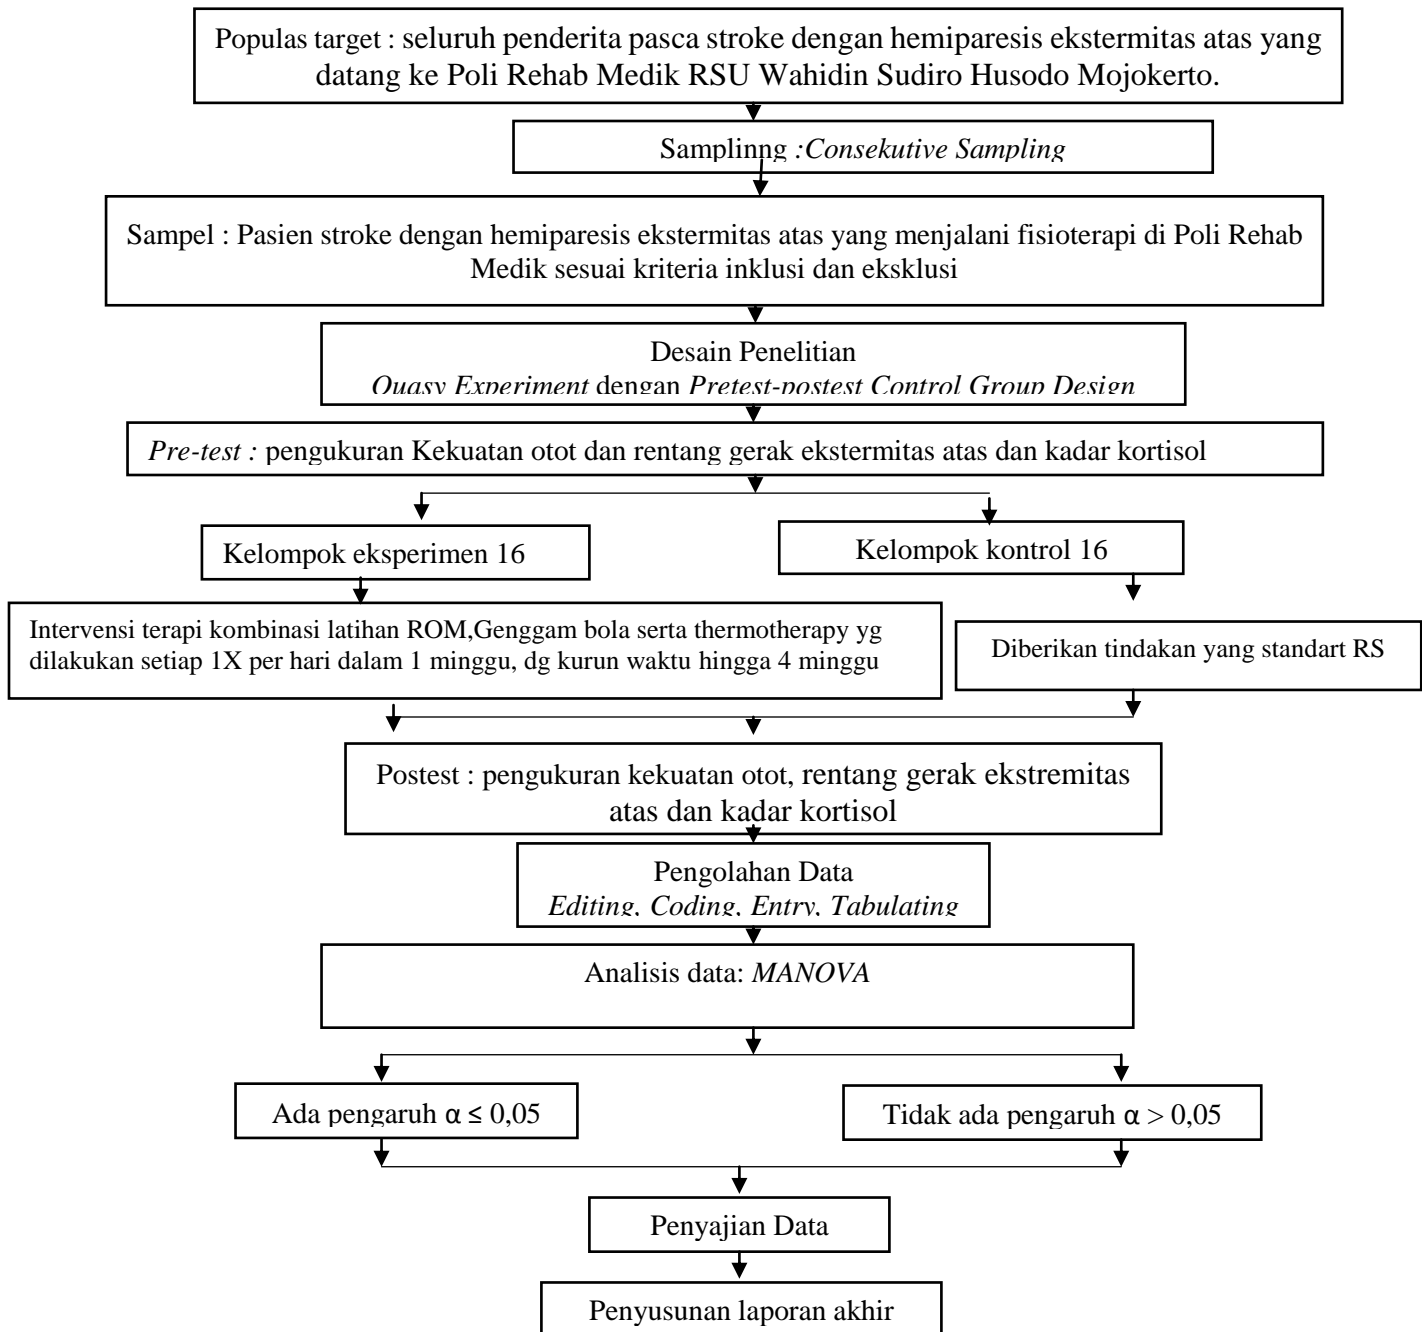 Populas target : seluruh penderita pasca stroke dengan hemiparesis ekstermitas atas yang
datang ke Poli Rehab Medik RSU Wahidin Sudiro Husodo Mojokerto.
Samplinng :Consekutive Sampling
Sampel : Pasien stroke dengan hemiparesis ekstermitas atas yang menjalani fisioterapi di Poli Rehab
Medik sesuai kriteria inklusi dan eksklusi
Desain Penelitian
Quasy Experiment dengan Pretest-postest Control Group Design
Pre-test : pengukuran Kekuatan otot dan rentang gerak ekstermitas atas dan kadar kortisol
Kelompok eksperimen 16
Kelompok kontrol 16
Intervensi terapi kombinasi latihan ROM,Genggam bola serta thermotherapy yg
dilakukan setiap 1X per hari dalam 1 minggu, dg kurun waktu hingga 4 minggu
Diberikan tindakan yang standart RS
Postest : pengukuran kekuatan otot, rentang gerak ekstremitas
atas dan kadar kortisol
Pengolahan Data
Editing, Coding, Entry, Tabulating
Analisis data: MANOVA
Ada pengaruh α ≤ 0,05
Tidak ada pengaruh α > 0,05
Penyajian Data
Penyusunan laporan akhir